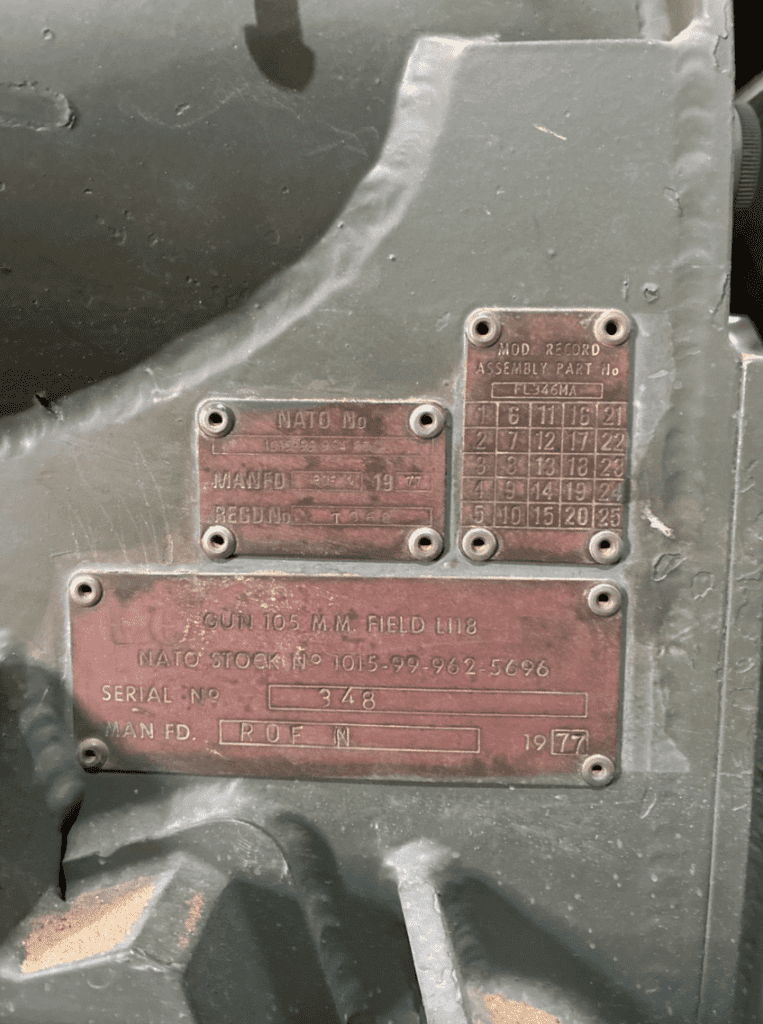 MOD. RECORD
ASSEMBLY PART No
FL346MA
1 6 11 16 21
2 7 12 17 22
3 8 13 18 23
4 9 14 19 24
5 10 15 20 25
NATO No
MANFD 19 77
REGD No
GUN 105 M.M. FIELD L118
NATO STOCK No 1015-99-962-5696
SERIAL No 348
MAN FD. ROF N 19 77